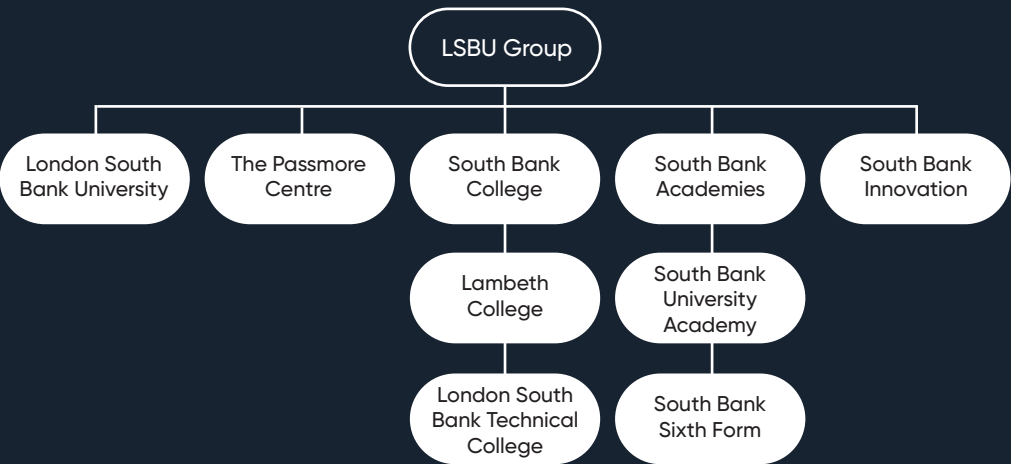 LSBU Group
London South
Bank University
The Passmore
Centre
South Bank
College
South Bank
Academies
South Bank
Innovation
Lambeth
College
South Bank
University
Academy
London South
Bank Technical
College
South Bank
Sixth Form